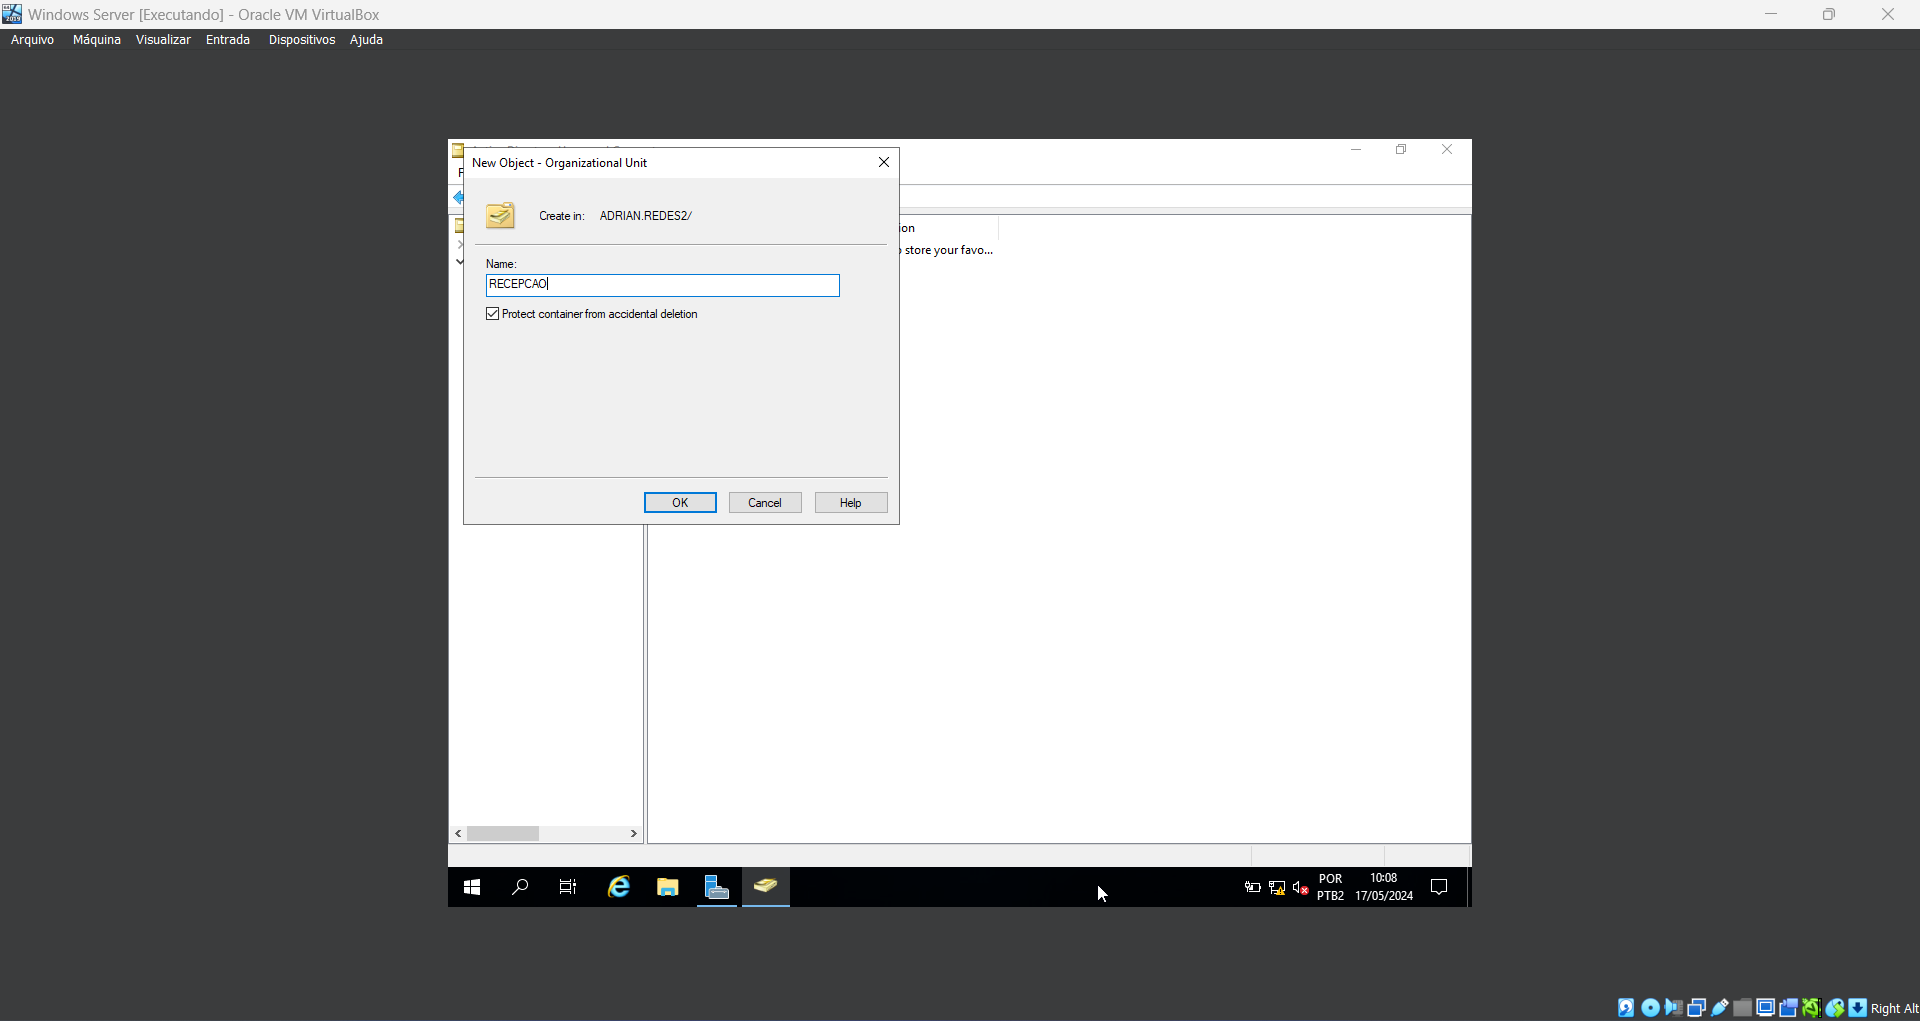 Windows Server [Executando] - Oracle VM VirtualBox
Arquivo Máquina Visualizar Entrada Dispositivos Ajuda
New Object - Organizational Unit
Create in: ADRIAN.REDES2/
ion
store your favo...
Name:
RECEPCAO
Protect container from accidental deletion
OK Cancel Help
POR 10:08
PTB2 17/05/2024
Right Alt